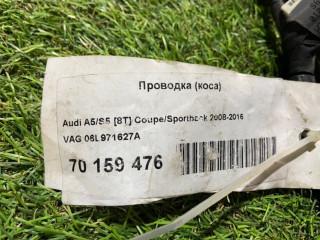 Проводка (коса)
Audi A5/S5 [8T] Coupe/Sportback 2008-2016
VAG 06L971627A
70 159 476